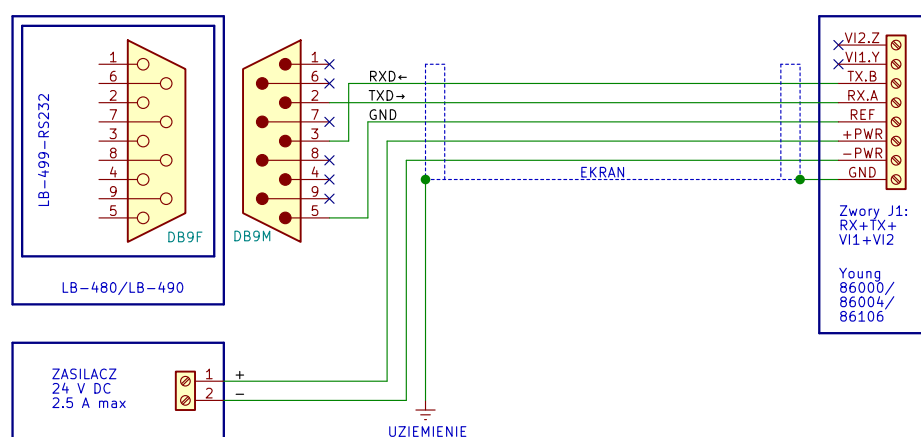 LB-499-RS232
1
6
2
7
3
8
4
9
5
DB9F
LB-480/LB-490
1
6
2
7
3
8
4
9
5
DB9M
RXD←
TXD→
GND
EKRAN
VI2.Z
VI1.Y
TX.B
RX.A
REF
+PWR
-PWR
GND
Zwory J1:
RX+TX+
VI1+VI2
Young
86000/
86004/
86106
ZASILACZ
24 V DC
2.5 A max
1 +
2 -
UZIEMIENIE